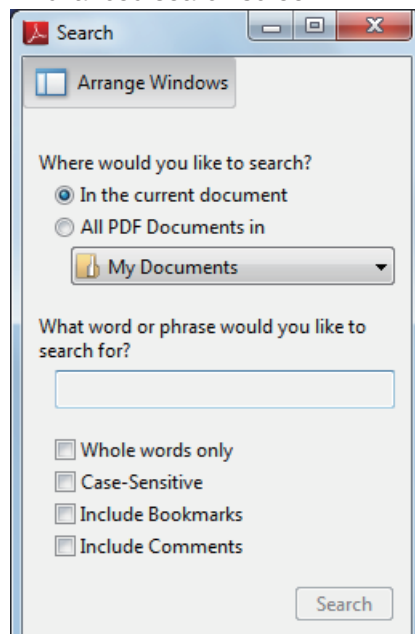 Search
Arrange Windows
Where would you like to search?
In the current document
All PDF Documents in
My Documents
What word or phrase would you like to
search for?
Whole words only
Case-Sensitive
Include Bookmarks
Include Comments
Search